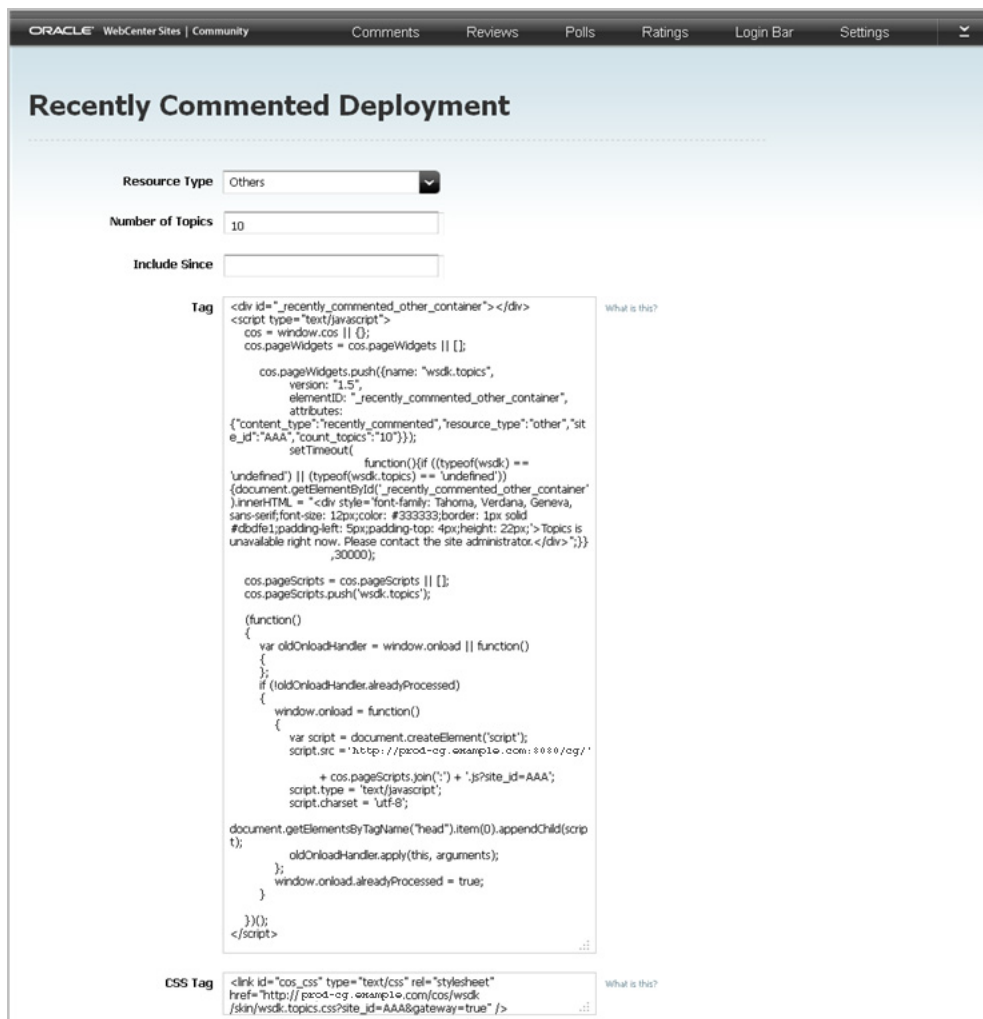 ORACLE WebCenter Sites | Community Comments Reviews Polls Ratings Login Bar Settings
Recently Commented Deployment
Resource Type Others
Number of Topics 10
Include Since
Tag
What is this?
<div id="_recently_commented_other_container"></div>
<script type="text/javascript">
cos = window.cos || {};
cos.pageWidgets = cos.pageWidgets || [];
cos.pageWidgets.push({name: "wsdk.topics",
version: "1.5",
elementID: "_recently_commented_other_container",
attributes:
{"content_type":"recently_commented","resource_type":"other","sit
e_id":"AAA","count_topics":"10"}});
setTimeout(
function(){if ((typeof(wsdk) ==
'undefined') || (typeof(wsdk.topics) == 'undefined'))
{document.getElementById('_recently_commented_other_container'
).innerHTML = "<div style='font-family: Tahoma, Verdana, Geneva,
sans-serif;font-size: 12px;color: #333333;border: 1px solid
#dbdfe1;padding-left: 5px;padding-top: 4px;height: 22px;'>Topics is
unavailable right now. Please contact the site administrator.</div>";}}
,30000);
cos.pageScripts = cos.pageScripts || [];
cos.pageScripts.push('wsdk.topics');
(function()
{
var oldOnloadHandler = window.onload || function()
{
};
if (!oldOnloadHandler.alreadyProcessed)
{
window.onload = function()
{
var script = document.createElement('script');
script.src ='http://prod-cg.example.com:8080/cg/'
+ cos.pageScripts.join(':') + '.js?site_id=AAA';
script.type = 'text/javascript';
script.charset = 'utf-8';
document.getElementsByTagName("head").item(0).appendChild(scrip
t);
oldOnloadHandler.apply(this, arguments);
};
window.onload.alreadyProcessed = true;
}
})();
</script>
CSS Tag
What is this?
<link id="cos_css" type="text/css" rel="stylesheet"
href="http://prod-cg.example.com/cos/wsdk
/skin/wsdk.topics.css?site_id=AAA&gateway=true" />